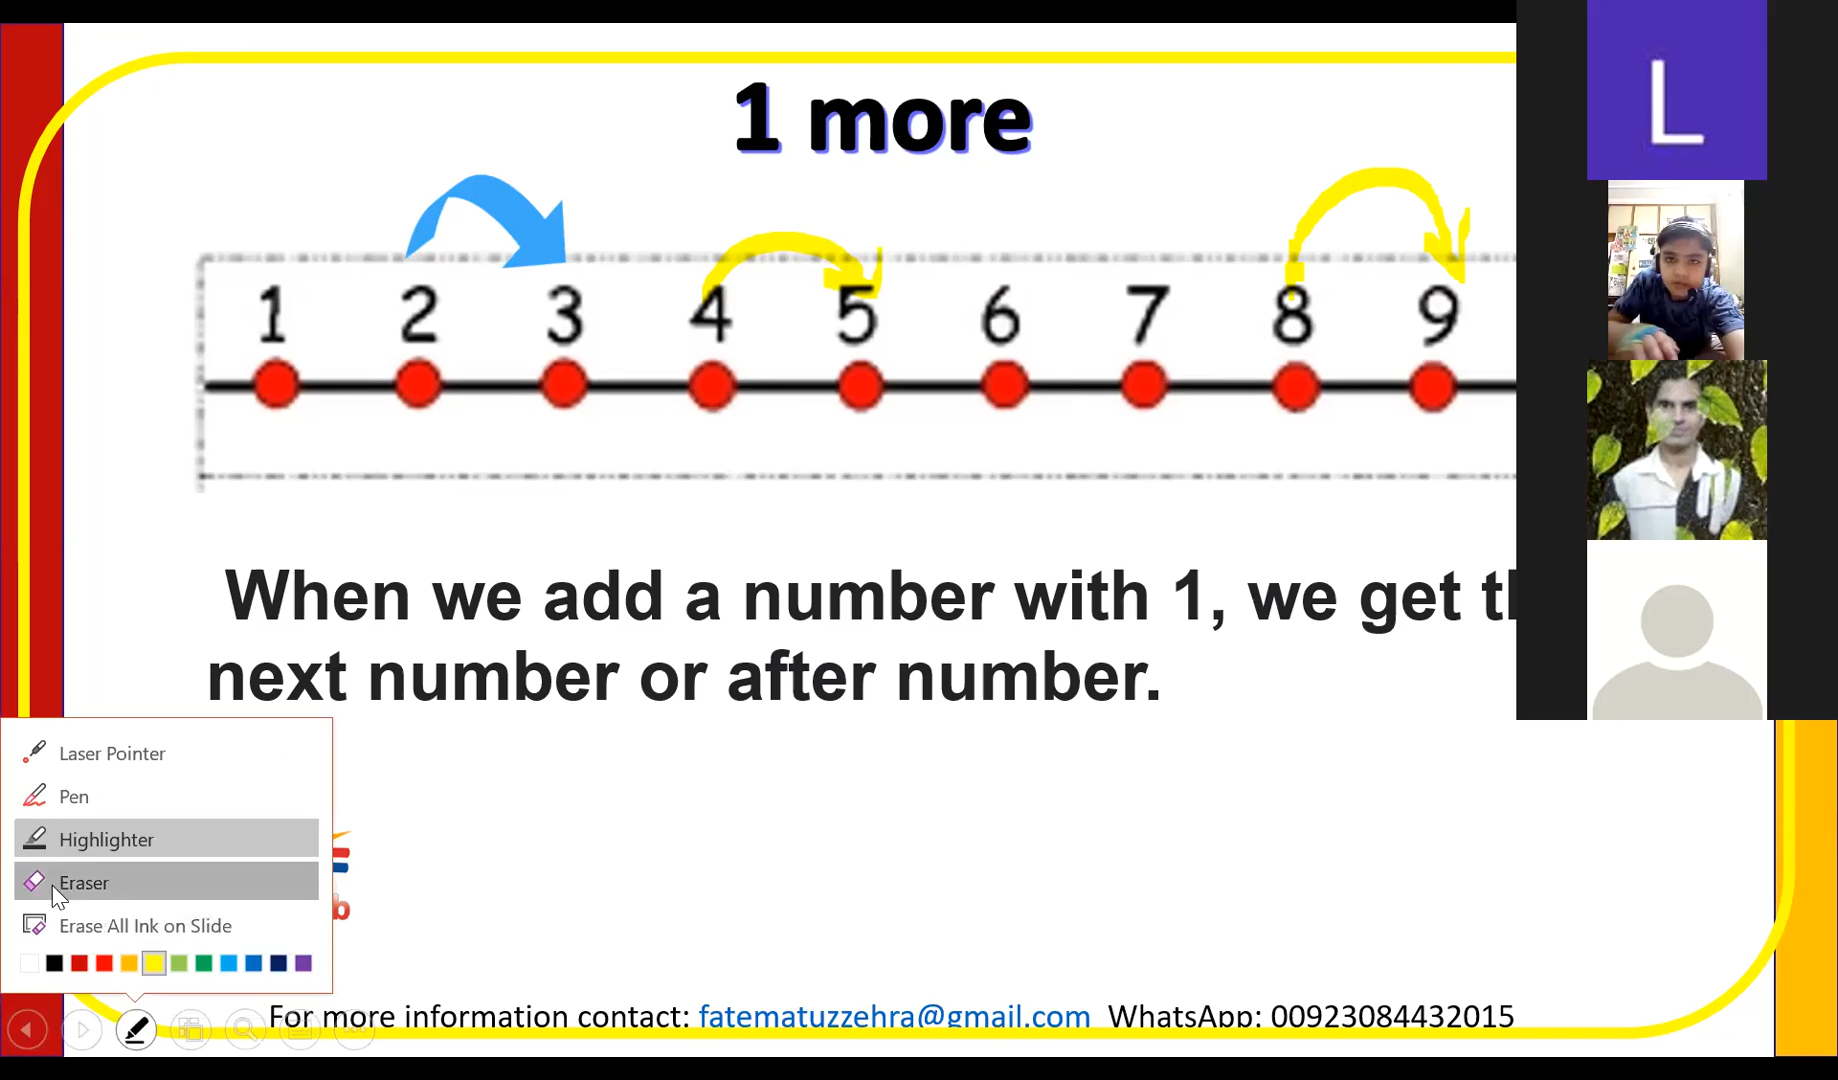 1 more
1 2 3 4 5 6 7 8 9
When we add a number with 1, we get
next number or after number.
Laser Pointer
Pen
Highlighter
Eraser
Erase All Ink on Slide
For more information contact: fatematuzzehra@gmail.com WhatsApp: 00923084432015
L